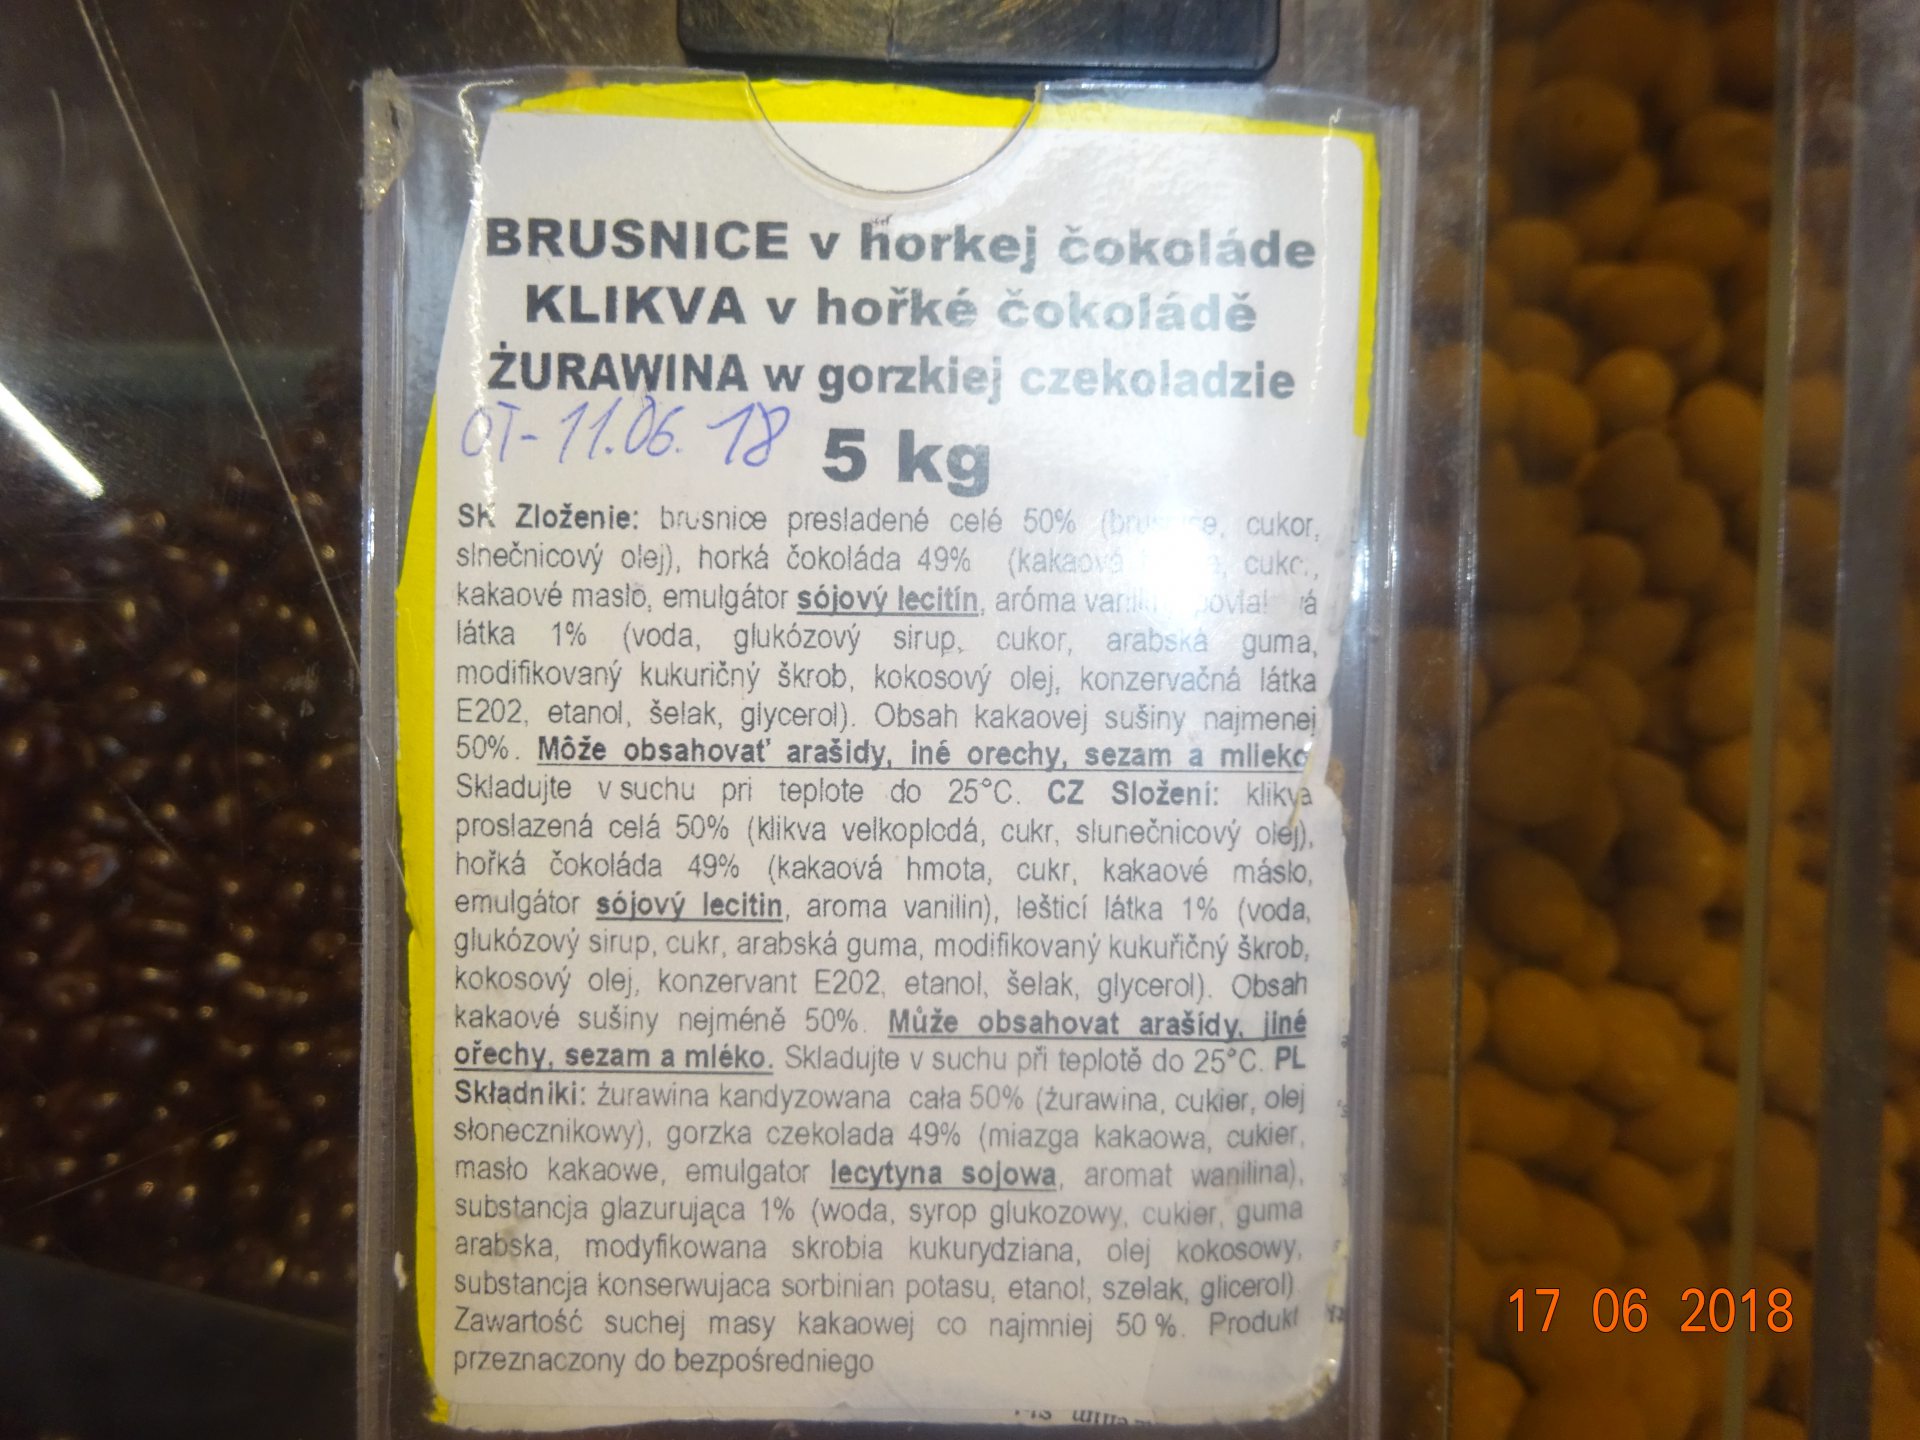 BRUSNICE v horkej čokoláde
KLIKVA v hořké čokoládě
ŻURAWINA w gorzkiej czekoladzie
OT-11.06.18 5 kg
SK Zloženie: brusnice presladené celé 50% (brusnice, cukor,
slnečnicový olej), horká čokoláda 49% (kakaová cukor,
kakaové maslo, emulgátor sójový lecitín, aróma
látka 1% (voda, glukózový sirup, cukor, arabská guma,
modifikovaný kukuričný škrob, kokosový olej, konzervačná látka
E202, etanol, šelak, glycerol). Obsah kakaovej sušiny najmenej
50%. Môže obsahovať arašidy, iné orechy, sezam a mlieko
Skladujte v suchu pri teplote do 25°C. CZ Složení: klikva
proslazená celá 50% (klikva velkoplodá, cukr, slunečnicový olej),
hořká čokoláda 49% (kakaová hmota, cukr, kakaové máslo,
emulgátor sójový lecitin, aroma vanilin), lešticí látka 1% (voda,
glukózový sirup, cukr, arabská guma, modifikovaný kukuřičný škrob,
kokosový olej, konzervant E202, etanol, šelak, glycerol). Obsah
kakaové sušiny nejméně 50%. Může obsahovat arašídy, jiné
ořechy, sezam a mléko. Skladujte v suchu při teplotě do 25°C. PL
Składniki: żurawina kandyzowana cała 50% (żurawina, cukier, olej
słonecznikowy), gorzka czekolada 49% (miazga kakaowa, cukier,
masło kakaowe, emulgator lecytyna sojowa, aromat wanilina),
substancja glazurująca 1% (woda, syrop glukozowy, cukier, guma
arabska, modyfikowana skrobia kukurydziana, olej kokosowy,
substancja konserwujaca sorbinian potasu, etanol, szelak, glicerol)
Zawartość suchej masy kakaowej co najmniej 50 %. Produkt
przeznaczony do bezpośredniego
17 06 2018